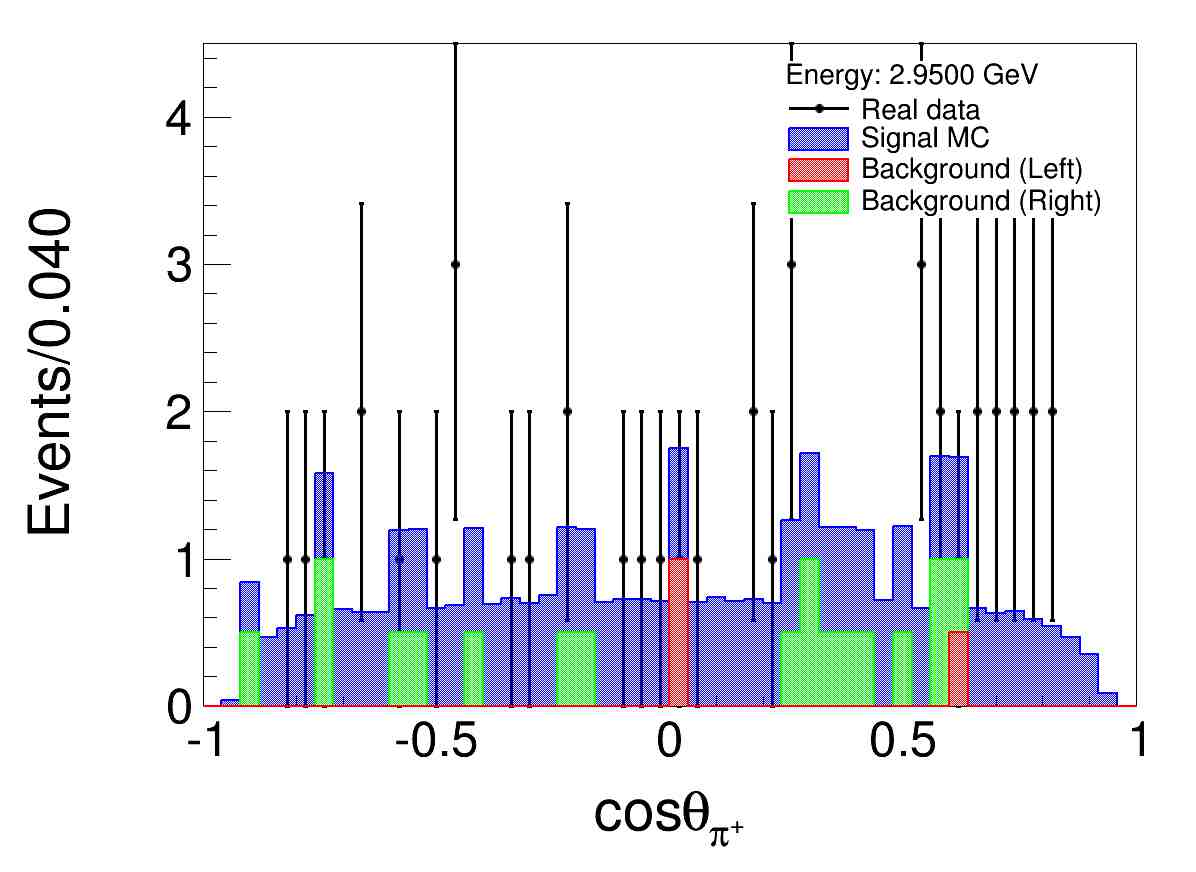 Energy: 2.9500 GeV
Real data
Signal MC
Background (Left)
Background (Right)
Events/0.040
4
3
2
1
0
-1
-0.5
0
0.5
1
cosθπ+